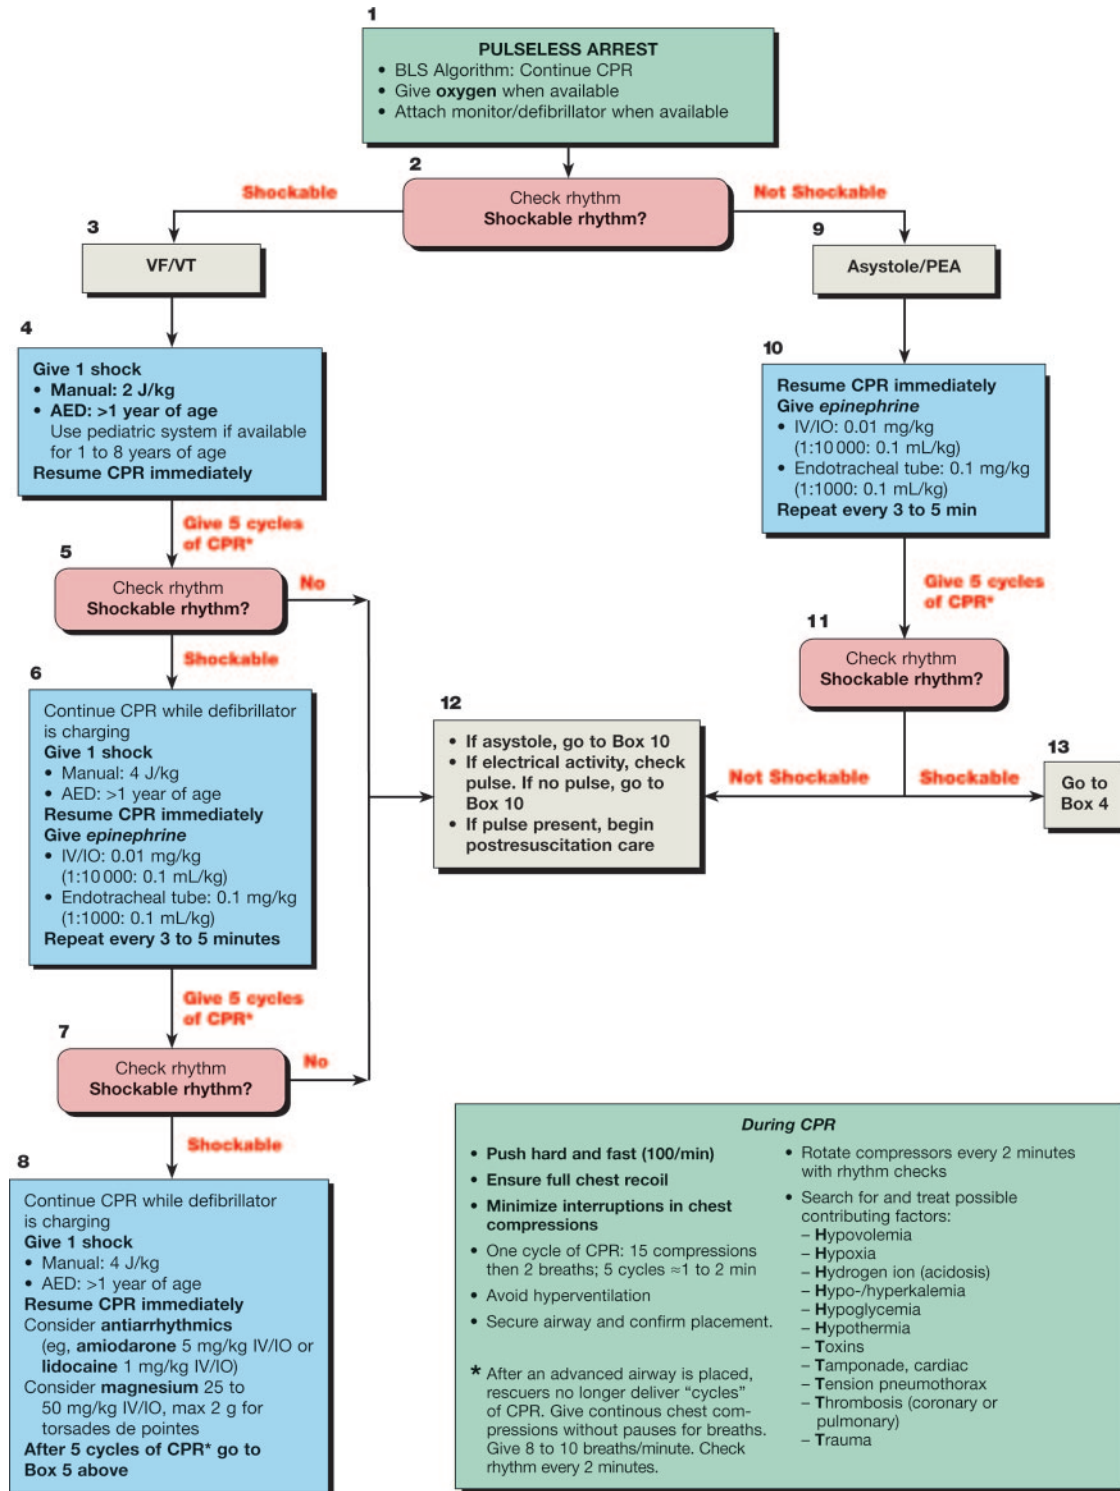 1
PULSELESS ARREST
• BLS Algorithm: Continue CPR
• Give oxygen when available
• Attach monitor/defibrillator when available
2
Shockable
Check rhythm
Shockable rhythm?
Not Shockable
3
VF/VT
9
Asystole/PEA
4
Give 1 shock
• Manual: 2 J/kg
• AED: >1 year of age
Use pediatric system if available
for 1 to 8 years of age
Resume CPR immediately
10
Resume CPR immediately
Give epinephrine
• IV/IO: 0.01 mg/kg
(1:10 000: 0.1 mL/kg)
• Endotracheal tube: 0.1 mg/kg
(1:1000: 0.1 mL/kg)
Repeat every 3 to 5 min
Give 5 cycles
of CPR*
5
Check rhythm
Shockable rhythm?
No
Shockable
Give 5 cycles
of CPR*
11
Check rhythm
Shockable rhythm?
6
Continue CPR while defibrillator
is charging
Give 1 shock
• Manual: 4 J/kg
• AED: >1 year of age
Resume CPR immediately
Give epinephrine
• IV/IO: 0.01 mg/kg
(1:10 000: 0.1 mL/kg)
• Endotracheal tube: 0.1 mg/kg
(1:1000: 0.1 mL/kg)
Repeat every 3 to 5 minutes
12
• If asystole, go to Box 10
• If electrical activity, check
pulse. If no pulse, go to
Box 10
• If pulse present, begin
postresuscitation care
Not Shockable
Shockable
13
Go to
Box 4
Give 5 cycles
of CPR*
7
Check rhythm
Shockable rhythm?
No
Shockable
8
Continue CPR while defibrillator
is charging
Give 1 shock
• Manual: 4 J/kg
• AED: >1 year of age
Resume CPR immediately
Consider antiarrhythmics
(eg, amiodarone 5 mg/kg IV/IO or
lidocaine 1 mg/kg IV/IO)
Consider magnesium 25 to
50 mg/kg IV/IO, max 2 g for
torsades de pointes
After 5 cycles of CPR* go to
Box 5 above
During CPR
• Push hard and fast (100/min)
• Ensure full chest recoil
• Minimize interruptions in chest
compressions
• One cycle of CPR: 15 compressions
then 2 breaths; 5 cycles ≈1 to 2 min
• Avoid hyperventilation
• Secure airway and confirm placement.
* After an advanced airway is placed,
rescuers no longer deliver “cycles”
of CPR. Give continous chest com-
pressions without pauses for breaths.
Give 8 to 10 breaths/minute. Check
rhythm every 2 minutes.
• Rotate compressors every 2 minutes
with rhythm checks
• Search for and treat possible
contributing factors:
– Hypovolemia
– Hypoxia
– Hydrogen ion (acidosis)
– Hypo-/hyperkalemia
– Hypoglycemia
– Hypothermia
– Toxins
– Tamponade, cardiac
– Tension pneumothorax
– Thrombosis (coronary or
pulmonary)
– Trauma